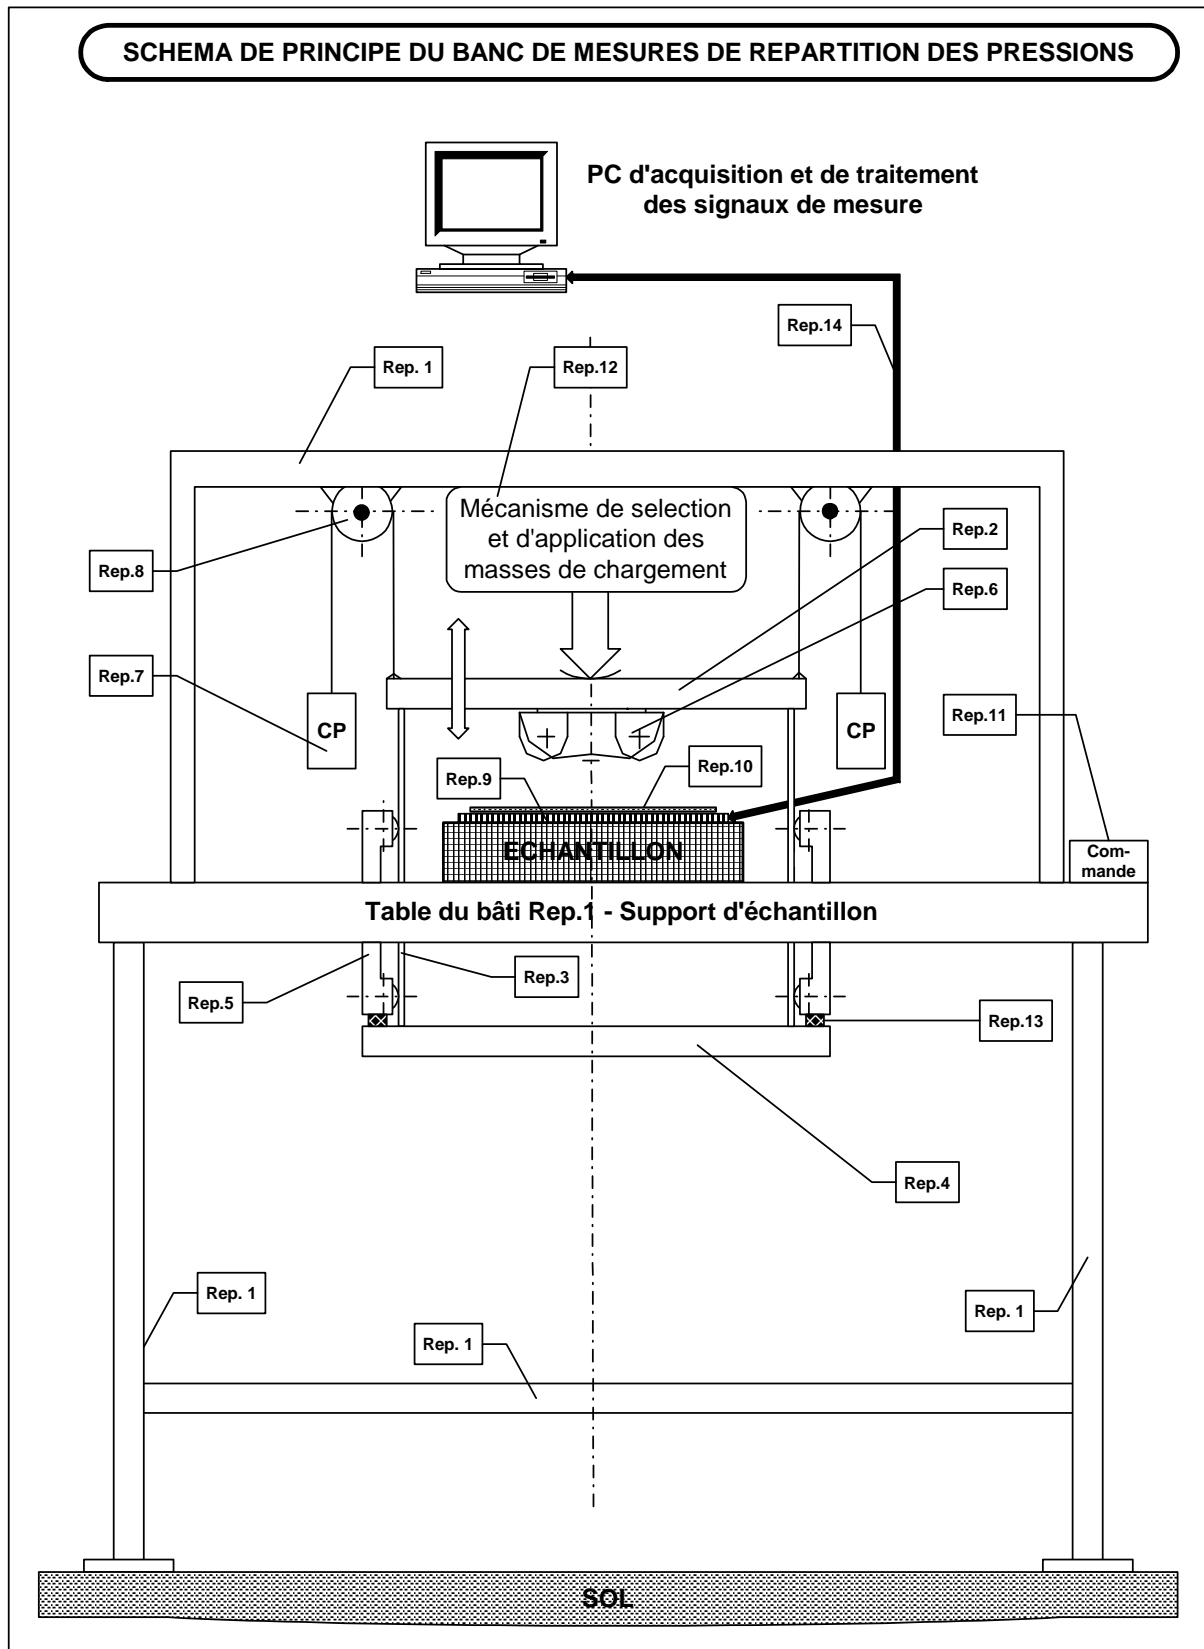 SCHEMA DE PRINCIPE DU BANC DE MESURES DE REPARTITION DES PRESSIONS
PC d'acquisition et de traitement
des signaux de mesure
Rep.14
Rep. 1
Rep.12
Mécanisme de selection
et d'application des
masses de chargement
Rep.2
Rep.8
Rep.6
Rep.7
CP
CP
Rep.11
Rep.9
Rep.10
ECHANTILLON
Com-
mande
Table du bâti Rep.1 - Support d'échantillon
Rep.5
Rep.3
Rep.13
Rep.4
Rep. 1
Rep. 1
Rep. 1
SOL